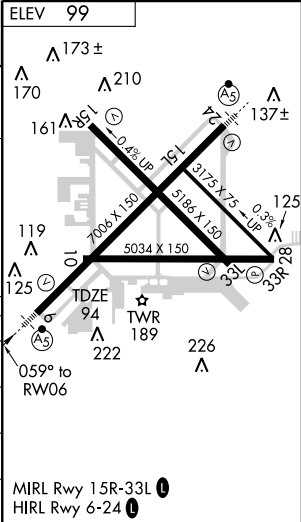 ELEV 99
173 ±
170
210
A5
24
137±
V
161
15R
V
0.4% UP
15L
3175 X 75
UP
7006 X 150
5186 X 150
0.3%
125
119
10
5034 X 150
28
125
V
TDZE
94
V
33L
P
33R
6
TWR
189
A5
222
226
059° to
RW06
MIRL Rwy 15R-33L L
HIRL Rwy 6-24 L